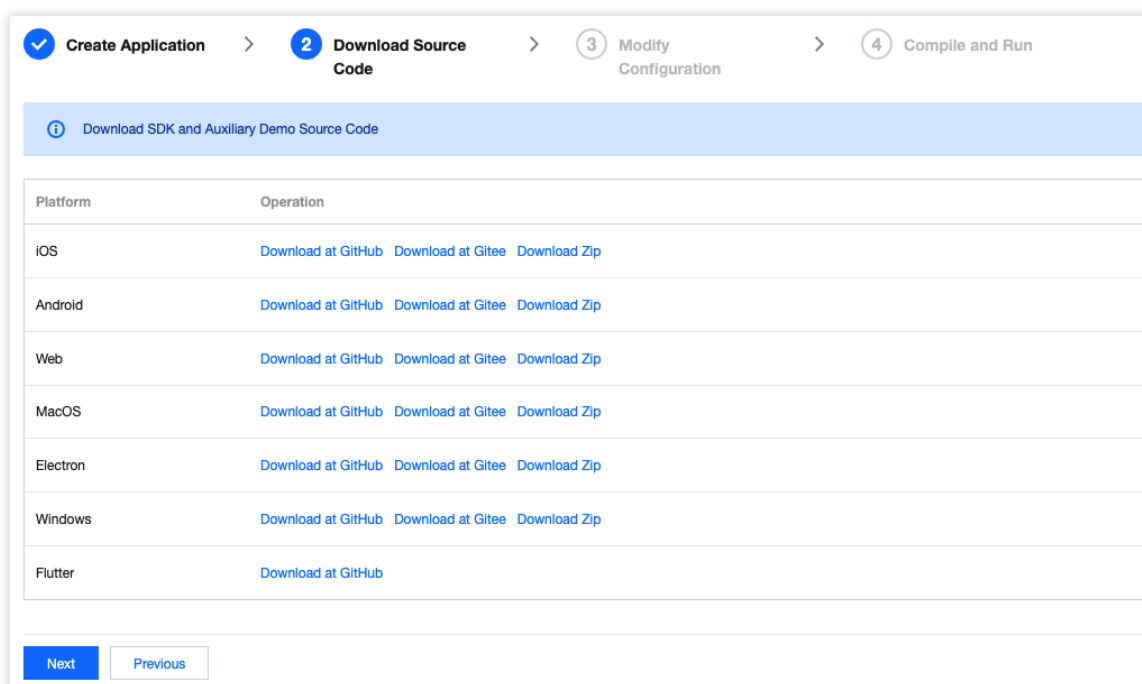 Create Application > 2 Download Source Code > 3 Modify Configuration > 4 Compile and Run
Download SDK and Auxiliary Demo Source Code
Platform Operation
iOS Download at GitHub Download at Gitee Download Zip
Android Download at GitHub Download at Gitee Download Zip
Web Download at GitHub Download at Gitee Download Zip
MacOS Download at GitHub Download at Gitee Download Zip
Electron Download at GitHub Download at Gitee Download Zip
Windows Download at GitHub Download at Gitee Download Zip
Flutter Download at GitHub
Next Previous